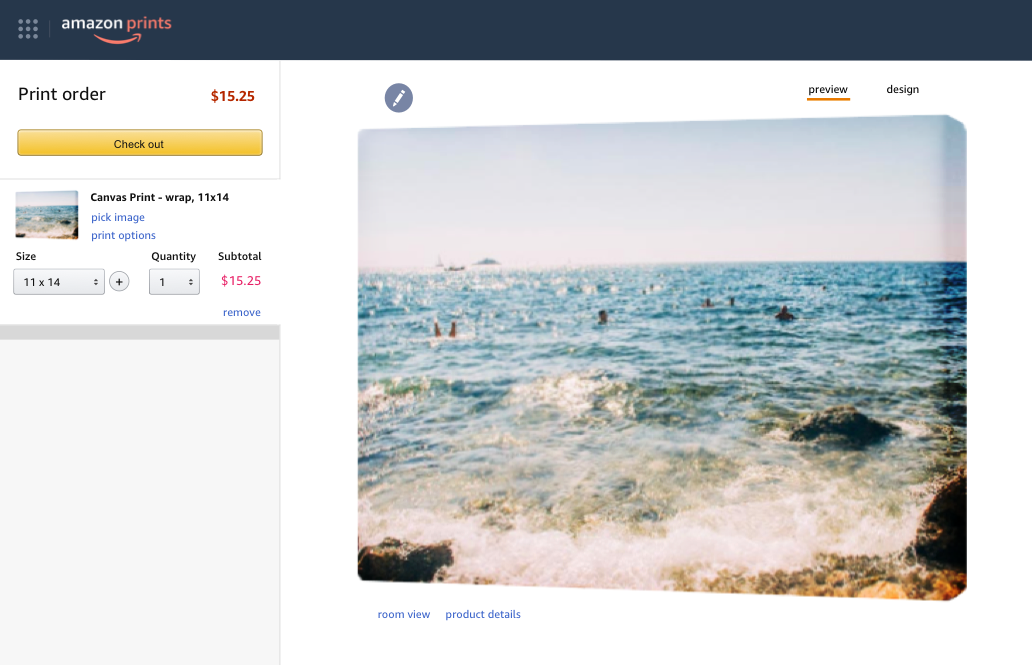 amazon prints
Print order
$15.25
Check out
Canvas Print - wrap, 11x14
pick image
print options
Size Quantity Subtotal
11 x 14 + 1 $15.25
remove
preview design
room view product details